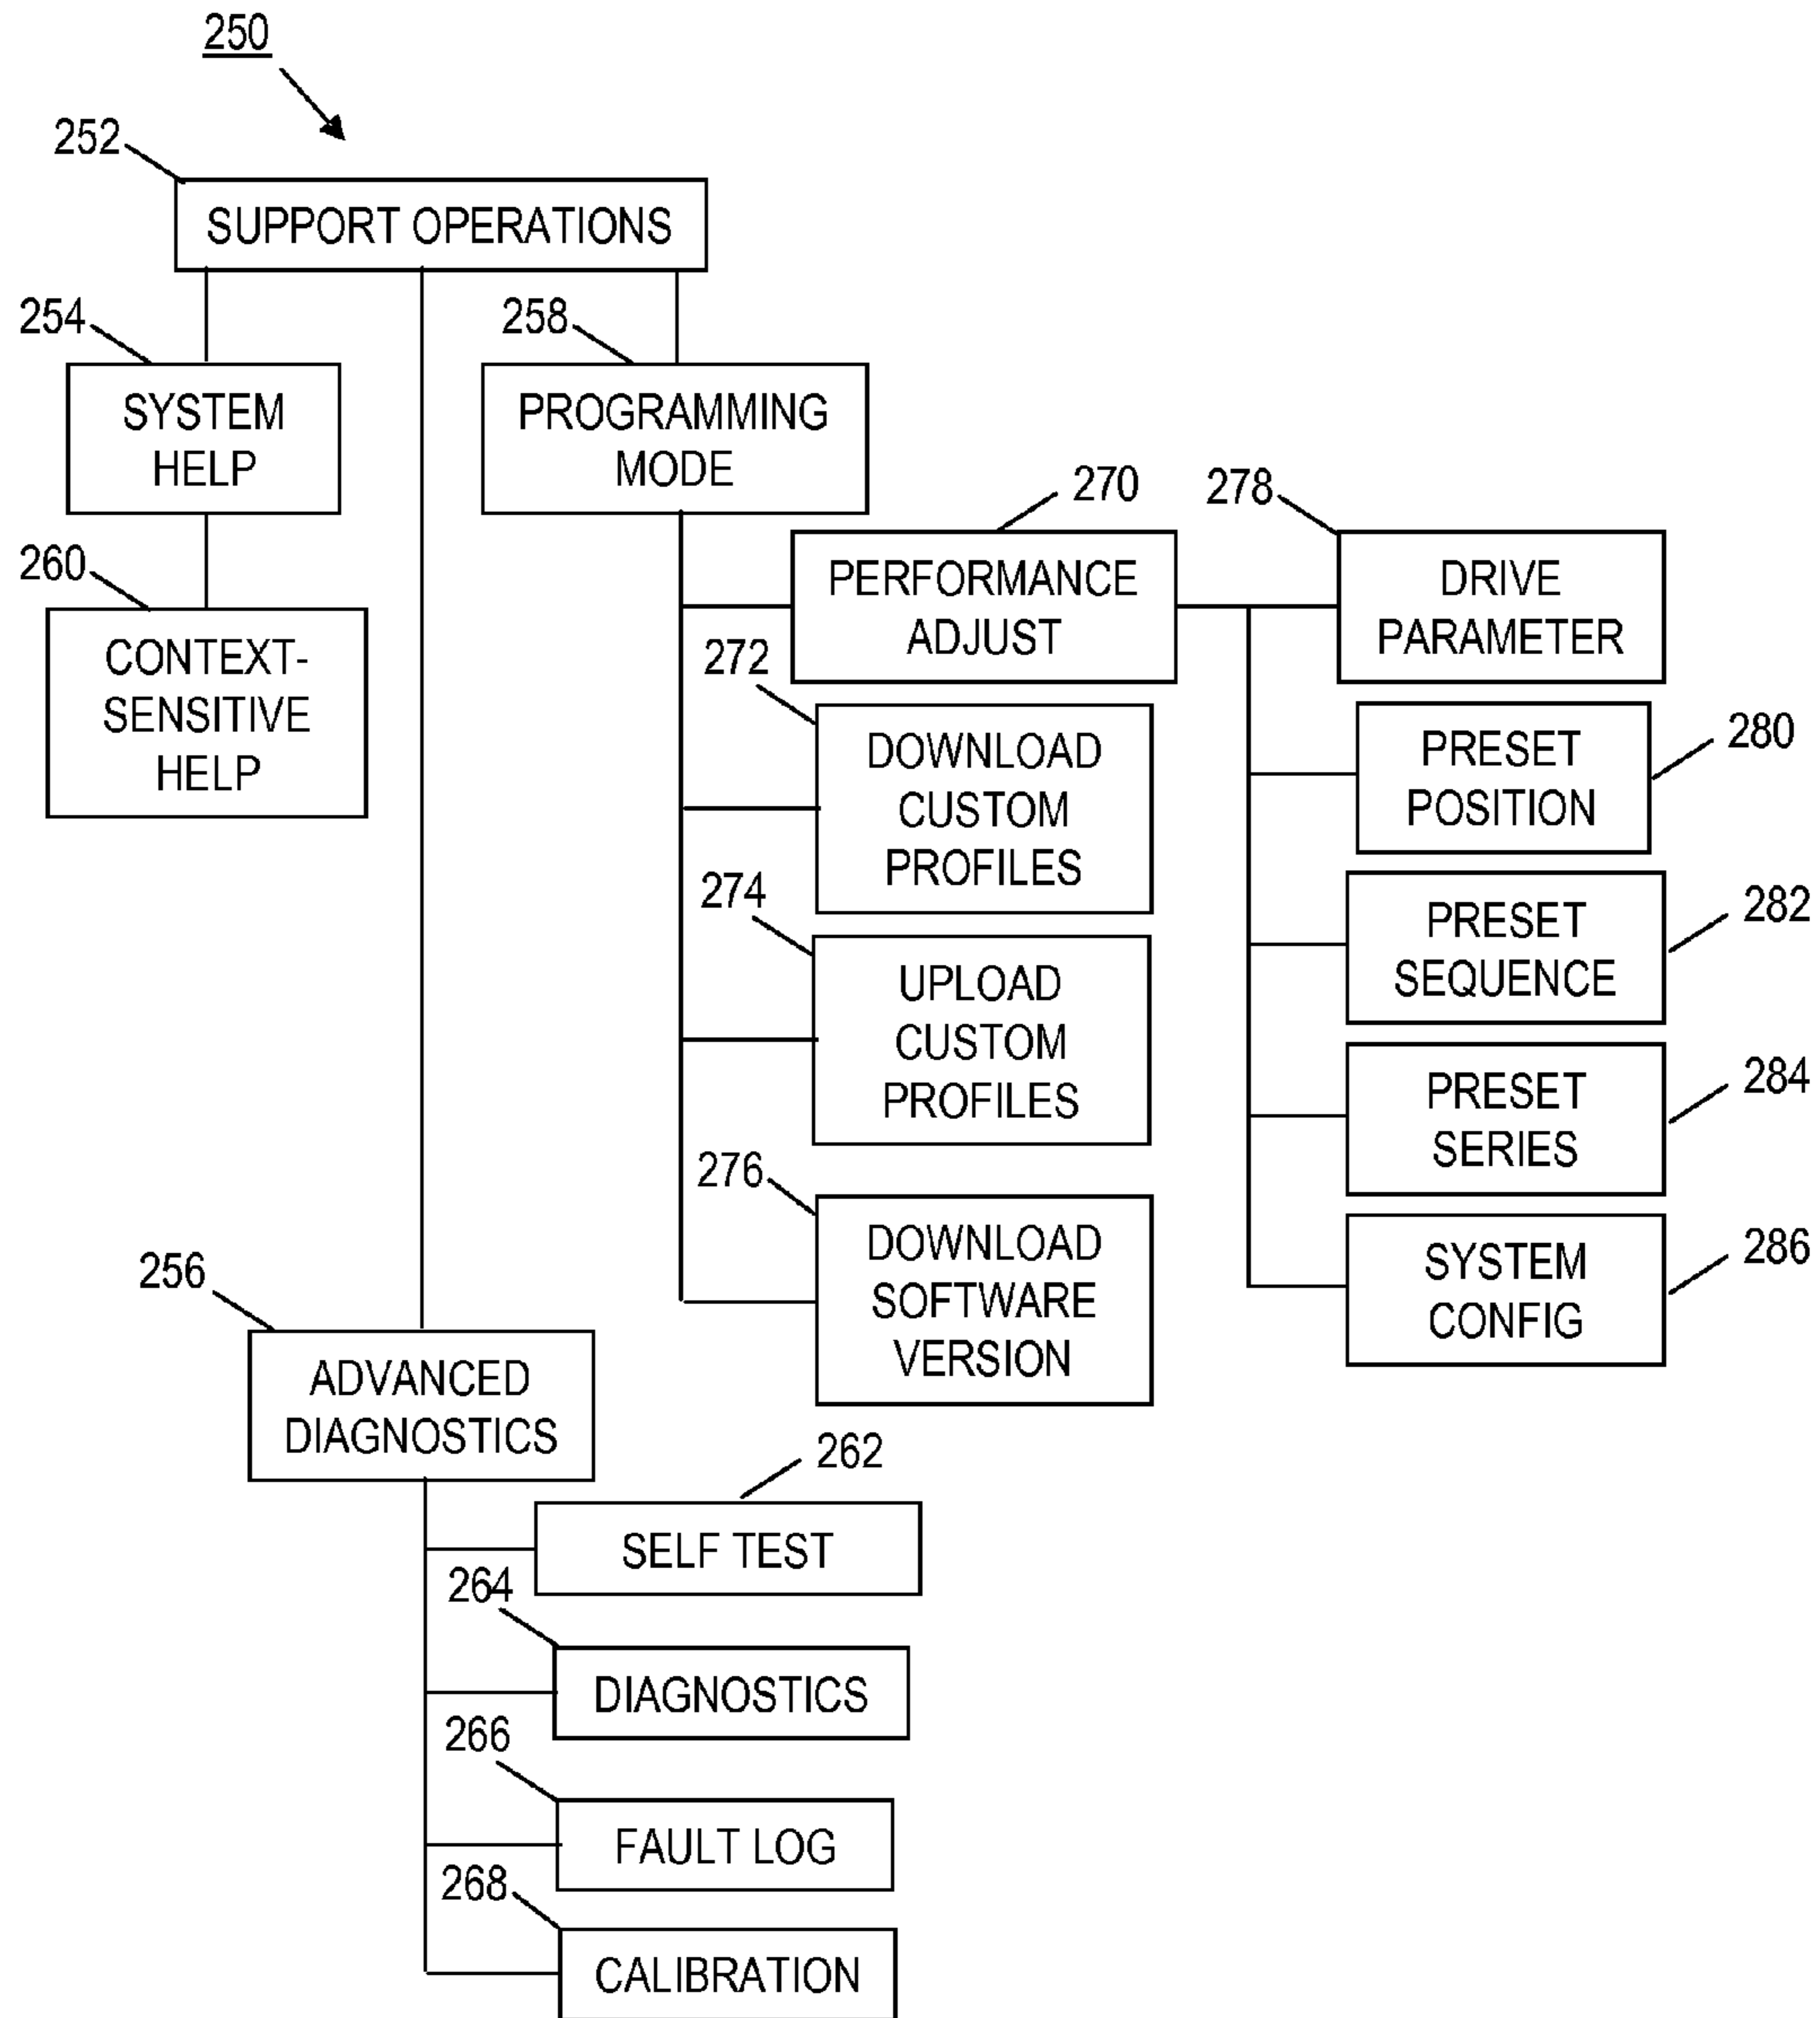 250
252
SUPPORT OPERATIONS
254
SYSTEM
HELP
258
PROGRAMMING
MODE
260
CONTEXT-
SENSITIVE
HELP
270
PERFORMANCE
ADJUST
278
DRIVE
PARAMETER
272
DOWNLOAD
CUSTOM
PROFILES
280
PRESET
POSITION
274
UPLOAD
CUSTOM
PROFILES
282
PRESET
SEQUENCE
284
PRESET
SERIES
276
DOWNLOAD
SOFTWARE
VERSION
286
SYSTEM
CONFIG
256
ADVANCED
DIAGNOSTICS
262
SELF TEST
264
DIAGNOSTICS
266
FAULT LOG
268
CALIBRATION